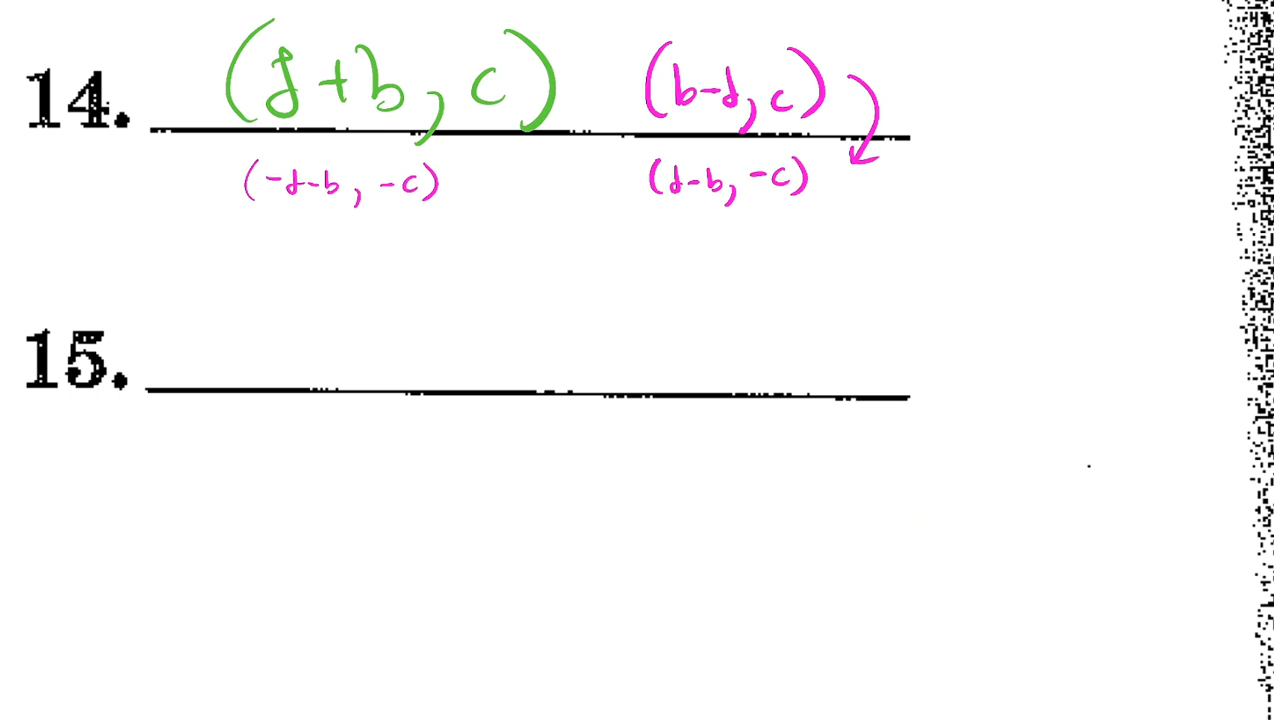 14. (d+b, c) (b-d, c)
(-d-b, -c) (d-b, -c)
15.